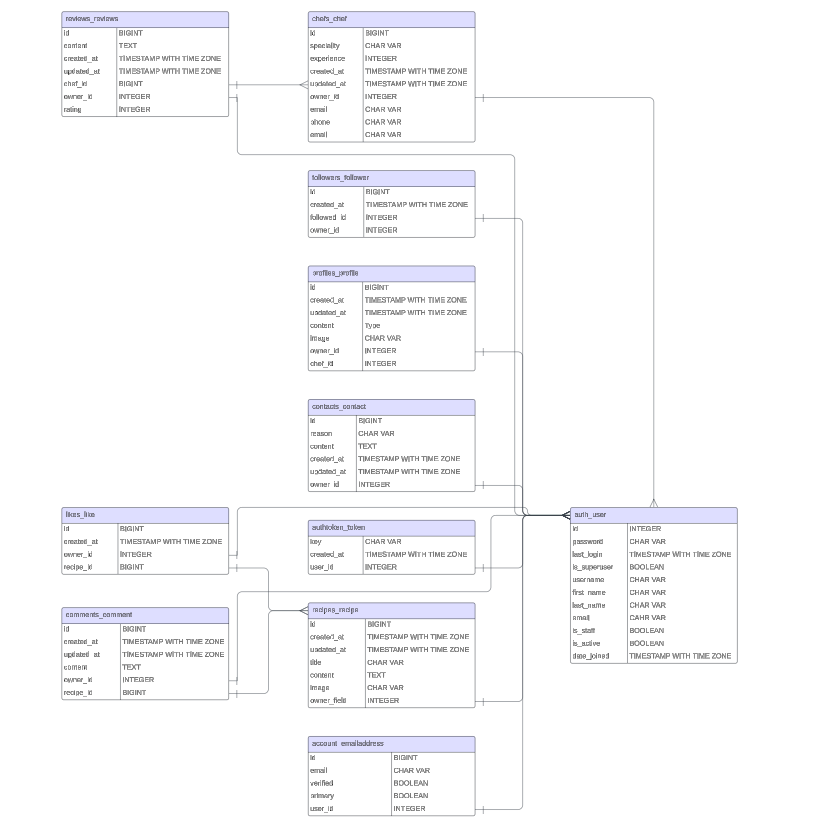 reviews_reviews
id BIGINT
content TEXT
created_at TIMESTAMP WITH TIME ZONE
updated_at TIMESTAMP WITH TIME ZONE
chef_id BIGINT
owner_id INTEGER
rating INTEGER
chefs_chef
id BIGINT
speciality CHAR VAR
experience INTEGER
created_at TIMESTAMP WITH TIME ZONE
updated_at TIMESTAMP WITH TIME ZONE
owner_id INTEGER
email CHAR VAR
phone CHAR VAR
email CHAR VAR
followers_follower
id BIGINT
created_at TIMESTAMP WITH TIME ZONE
followed_id INTEGER
owner_id INTEGER
profiles_profile
id BIGINT
created_at TIMESTAMP WITH TIME ZONE
updated_at TIMESTAMP WITH TIME ZONE
content Type
image CHAR VAR
owner_id INTEGER
chef_id INTEGER
contacts_contact
id BIGINT
reason CHAR VAR
content TEXT
created_at TIMESTAMP WITH TIME ZONE
updated_at TIMESTAMP WITH TIME ZONE
owner_id INTEGER
likes_like
id BIGINT
created_at TIMESTAMP WITH TIME ZONE
owner_id INTEGER
recipe_id BIGINT
authtoken_token
key CHAR VAR
created_at TIMESTAMP WITH TIME ZONE
user_id INTEGER
auth_user
id INTEGER
password CHAR VAR
last_login TIMESTAMP WITH TIME ZONE
is_superuser BOOLEAN
username CHAR VAR
first_name CHAR VAR
last_name CHAR VAR
email CAHR VAR
is_staff BOOLEAN
is_active BOOLEAN
date_joined TIMESTAMP WITH TIME ZONE
comments_comment
id BIGINT
created_at TIMESTAMP WITH TIME ZONE
updated_at TIMESTAMP WITH TIME ZONE
content TEXT
owner_id INTEGER
recipe_id BIGINT
recipes_recipe
id BIGINT
created_at TIMESTAMP WITH TIME ZONE
updated_at TIMESTAMP WITH TIME ZONE
title CHAR VAR
content TEXT
image CHAR VAR
owner_field INTEGER
account_emailaddress
id BIGINT
email CHAR VAR
verified BOOLEAN
primary BOOLEAN
user_id INTEGER